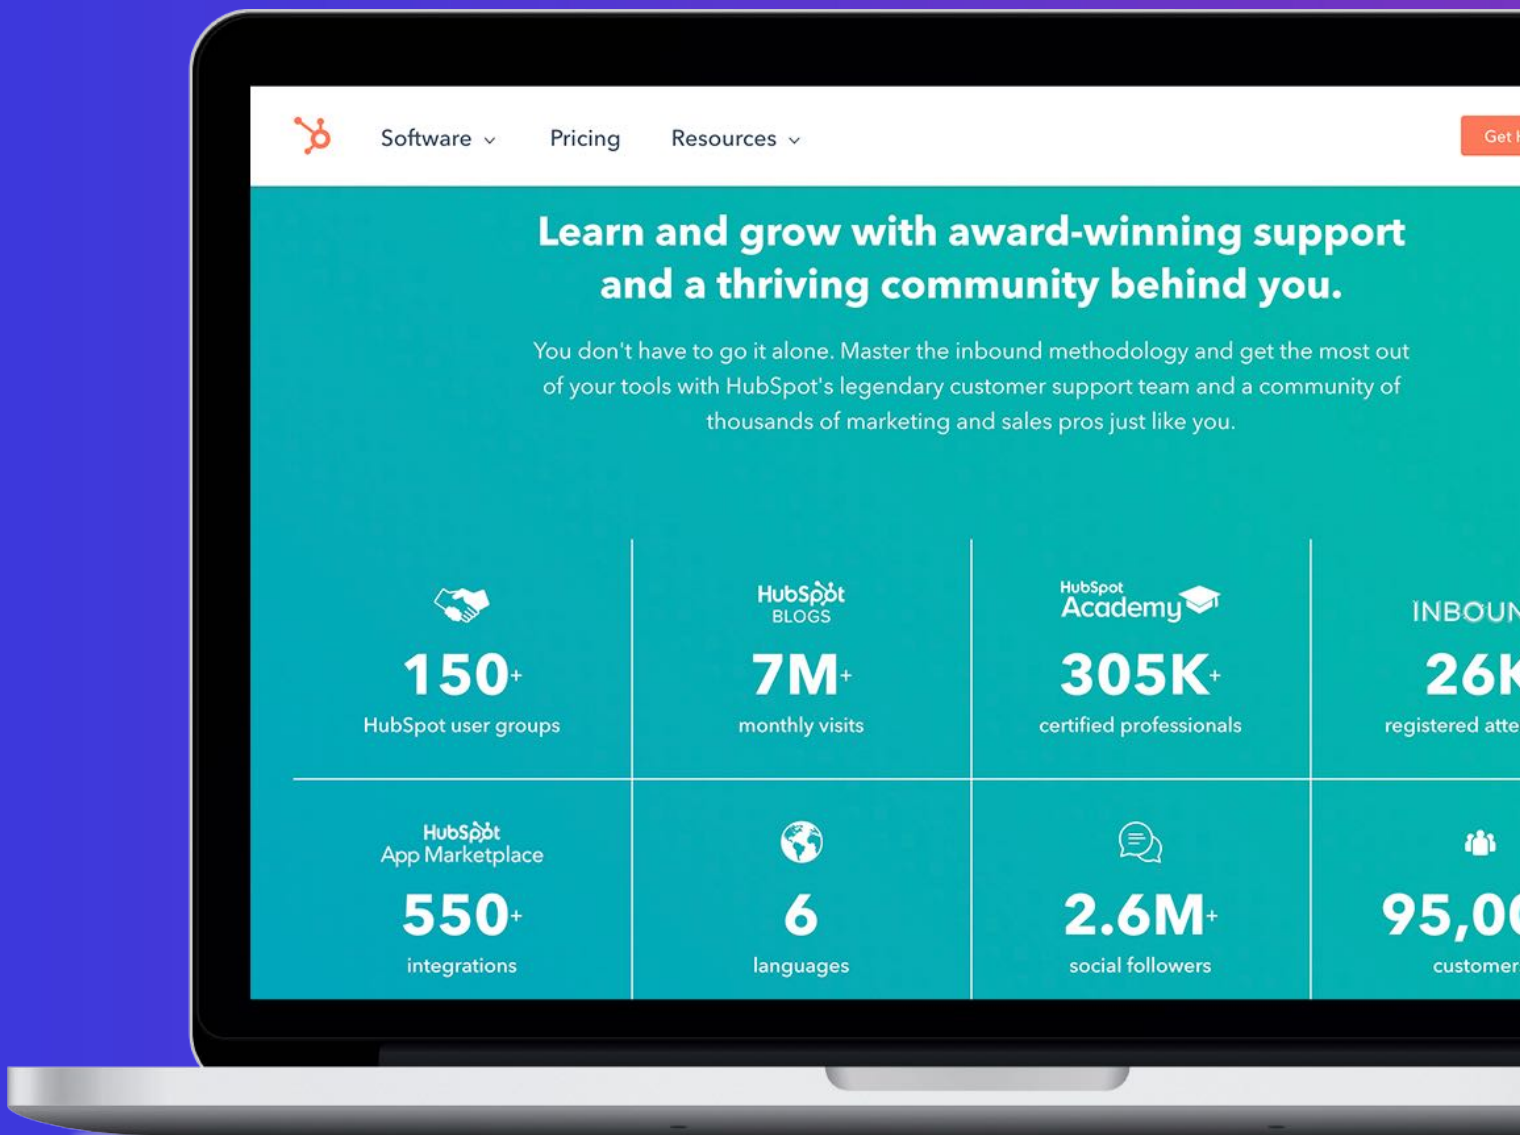 Software
Pricing
Resources
Get
Learn and grow with award-winning support
and a thriving community behind you.
You don't have to go it alone. Master the inbound methodology and get the most out
of your tools with HubSpot's legendary customer support team and a community of
thousands of marketing and sales pros just like you.
150+
HubSpot user groups
HubSpot
BLOGS
7M+
monthly visits
HubSpot
Academy
305K+
certified professionals
26K
registered
HubSpot
App Marketplace
550+
integrations
6
languages
2.6M+
social followers